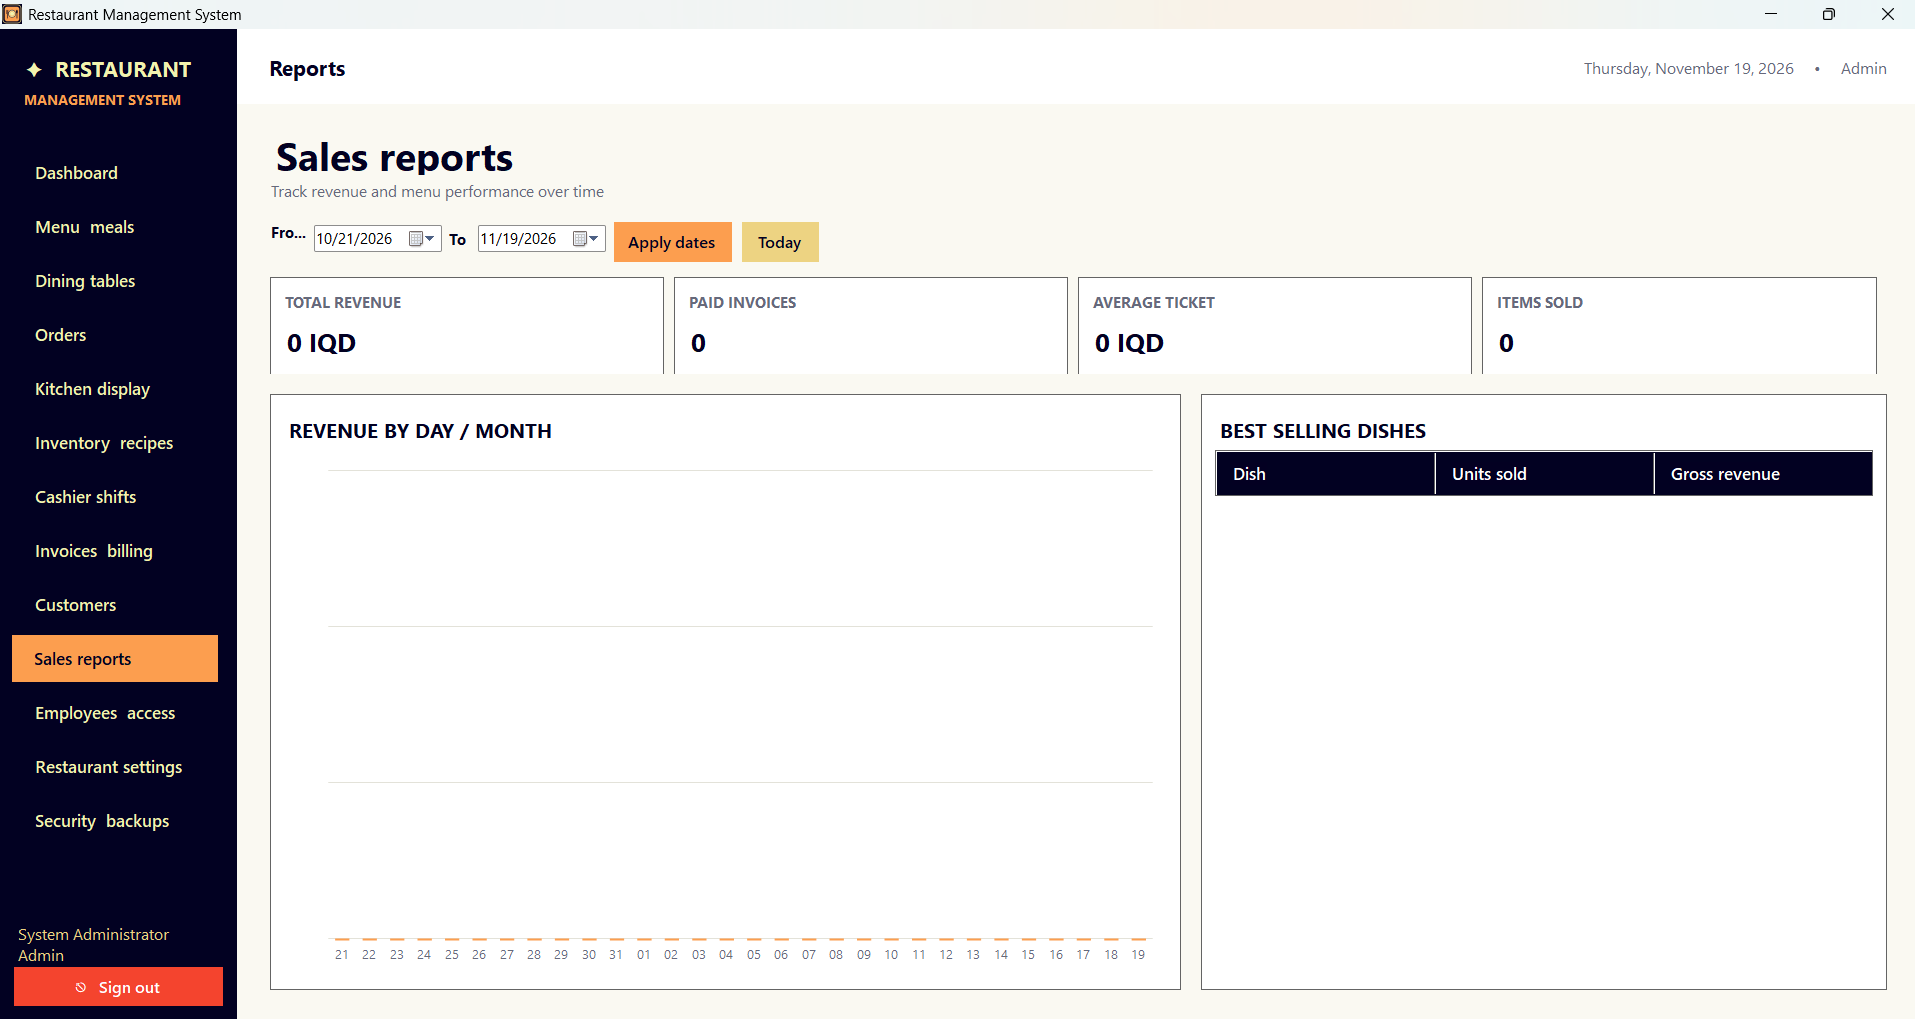 Restaurant Management System
✦ RESTAURANT
MANAGEMENT SYSTEM
Dashboard
Menu meals
Dining tables
Orders
Kitchen display
Inventory recipes
Cashier shifts
Invoices billing
Customers
Sales reports
Employees access
Restaurant settings
Security backups
System Administrator
Admin
Sign out
Reports
Thursday, November 19, 2026 • Admin
Sales reports
Track revenue and menu performance over time
Fro... 10/21/2026 To 11/19/2026 Apply dates Today
TOTAL REVENUE
0 IQD
PAID INVOICES
0
AVERAGE TICKET
0 IQD
ITEMS SOLD
0
REVENUE BY DAY / MONTH
21 22 23 24 25 26 27 28 29 30 31 01 02 03 04 05 06 07 08 09 10 11 12 13 14 15 16 17 18 19
BEST SELLING DISHES
Dish Units sold Gross revenue